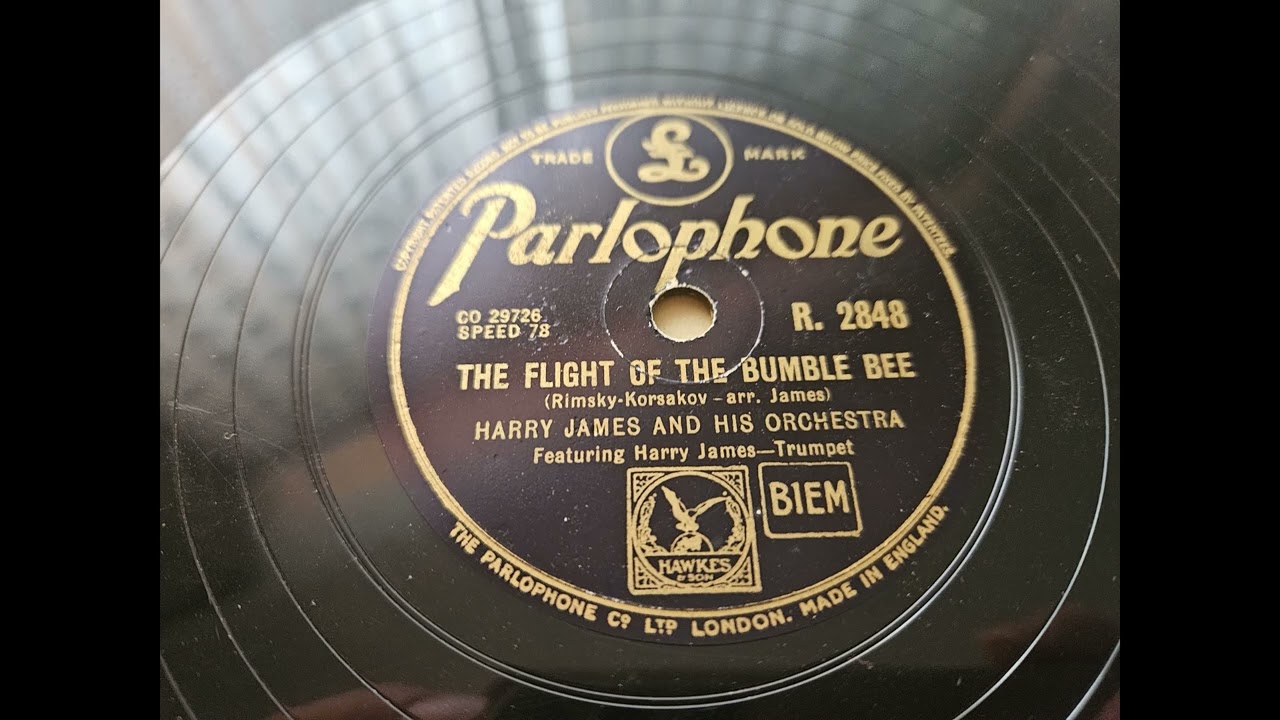 TRADE MARK
Parlophone
CO 29726
SPEED 78
R. 2848
THE FLIGHT OF THE BUMBLE BEE
(Rimsky-Korsakov - arr. James)
HARRY JAMES AND HIS ORCHESTRA
Featuring Harry James—Trumpet
BIEM
HAWKES
& SON
THE PARLOPHONE Cº LTD LONDON. MADE IN ENGLAND.